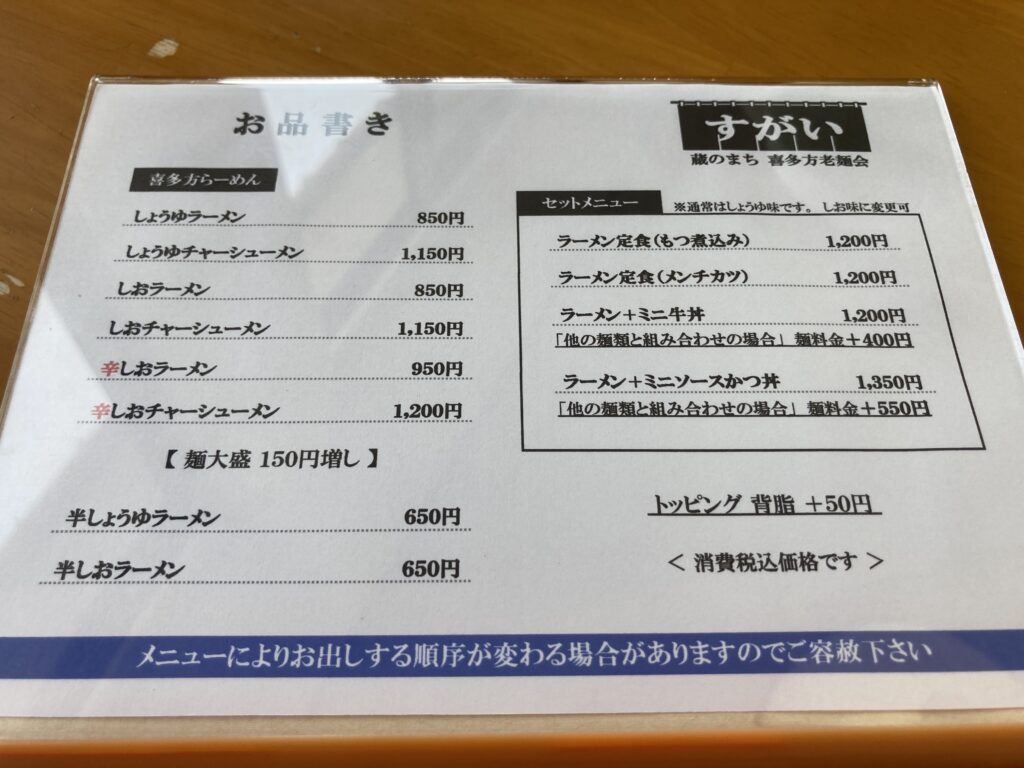 お品書き
すがい
蔵のまち 喜多方老麺会
喜多方らーめん
しょうゆラーメン 850円
しょうゆチャーシューメン 1,150円
しおラーメン 850円
しおチャーシューメン 1,150円
辛しおラーメン 950円
辛しおチャーシューメン 1,200円
【 麺大盛 150円増し 】
半しょうゆラーメン 650円
半しおラーメン 650円
セットメニュー ※通常はしょうゆ味です。 しお味に変更可
ラーメン定食(もつ煮込み) 1,200円
ラーメン定食(メンチカツ) 1,200円
ラーメン+ミニ牛丼 1,200円
「他の麺類と組み合わせの場合」 麺料金+400円
ラーメン+ミニソースかつ丼 1,350円
「他の麺類と組み合わせの場合」 麺料金+550円
トッピング 背脂 +50円
< 消費税込価格です >
メニューによりお出しする順序が変わる場合がありますのでご容赦下さい